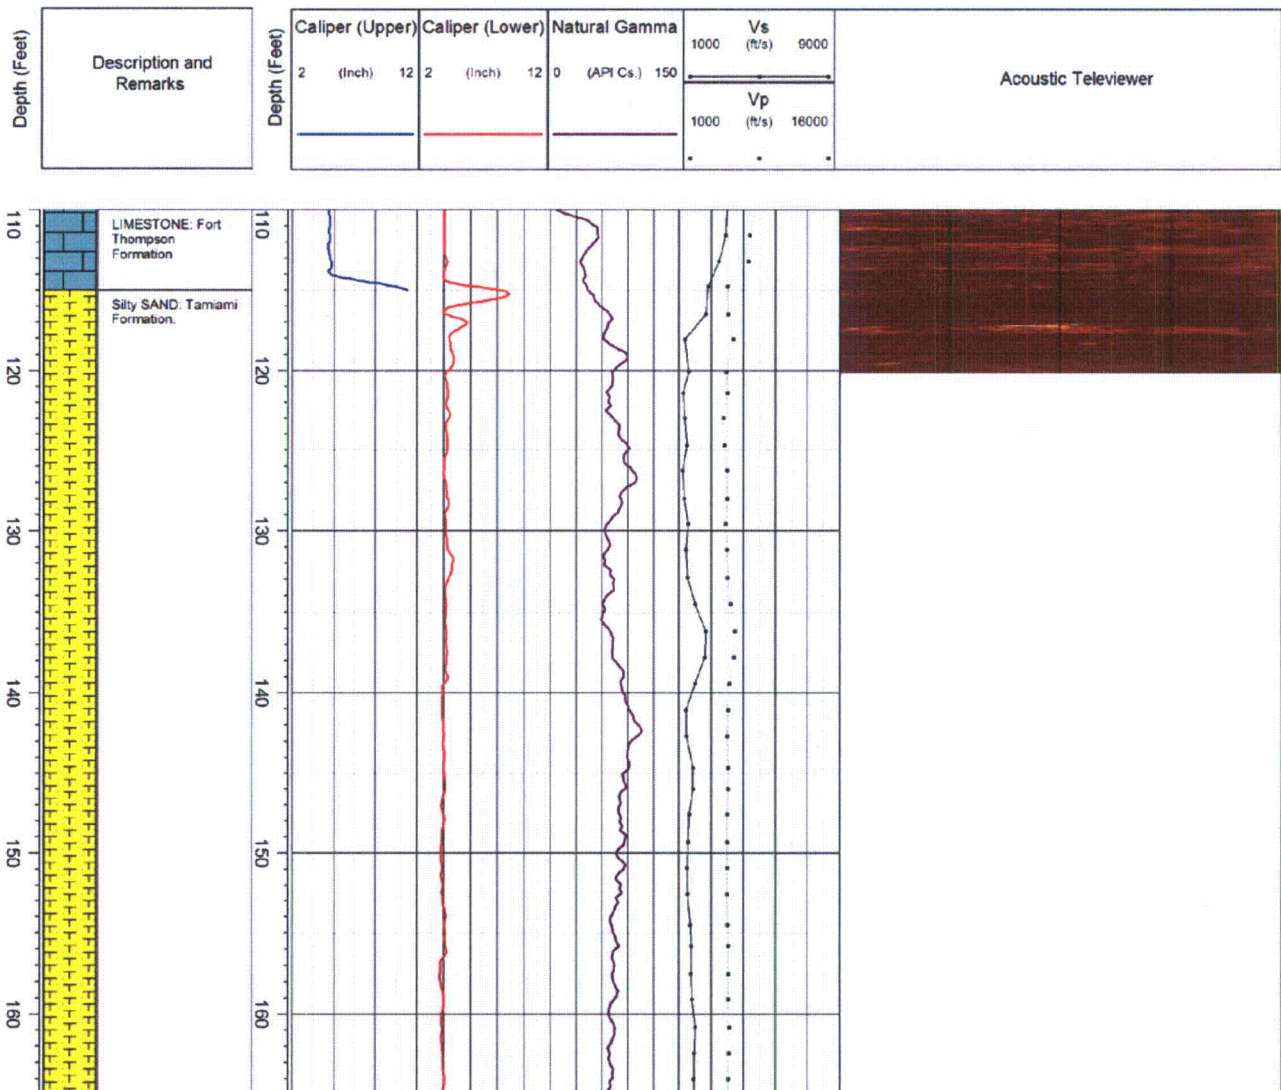 Depth (Feet)
Description and
Remarks
Depth (Feet)
Caliper (Upper)
2 (Inch) 12
Caliper (Lower)
2 (Inch) 12
Natural Gamma
0 (API Cs.) 150
Vs
1000 (ft/s) 9000
Vp
1000 (ft/s) 16000
Acoustic Televiewer
110
LIMESTONE: Fort
Thompson
Formation
110
Silty SAND: Tamiami
Formation.
120
120
130
130
140
140
150
150
160
160